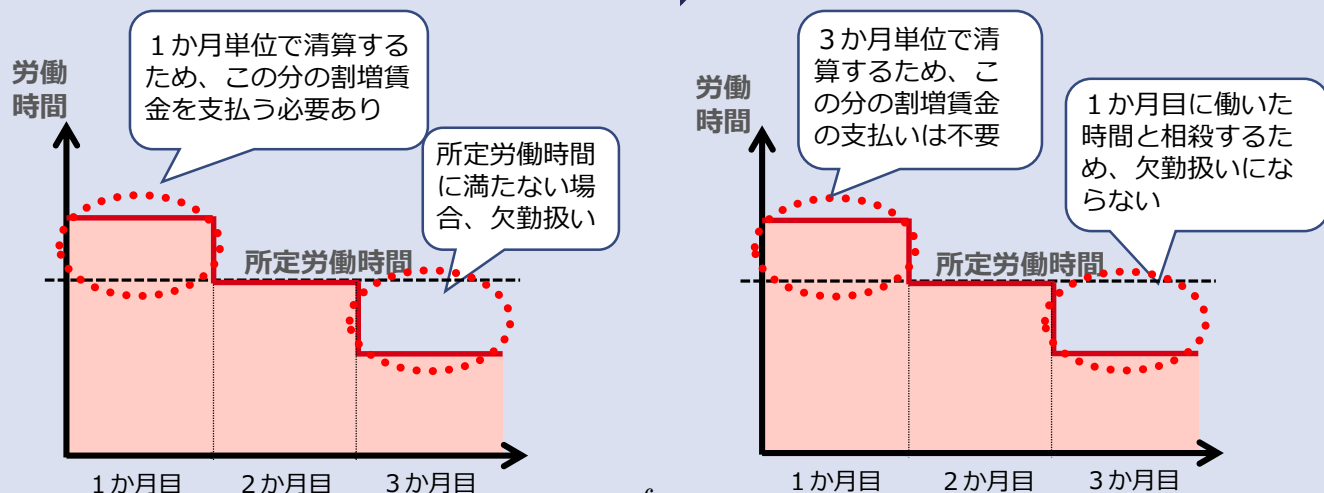 １か月単位で清算する
ため、この分の割増賃
金を支払う必要あり
労働
時間
所定労働時間
に満たない場
合、欠勤扱い
所定労働時間
１か月目
２か月目
３か月目
３か月単位で清
算するため、こ
の分の割増賃金
の支払いは不要
労働
時間
１か月目に働いた
時間と相殺するた
め、欠勤扱いにな
らない
所定労働時間
１か月目
２か月目
３か月目